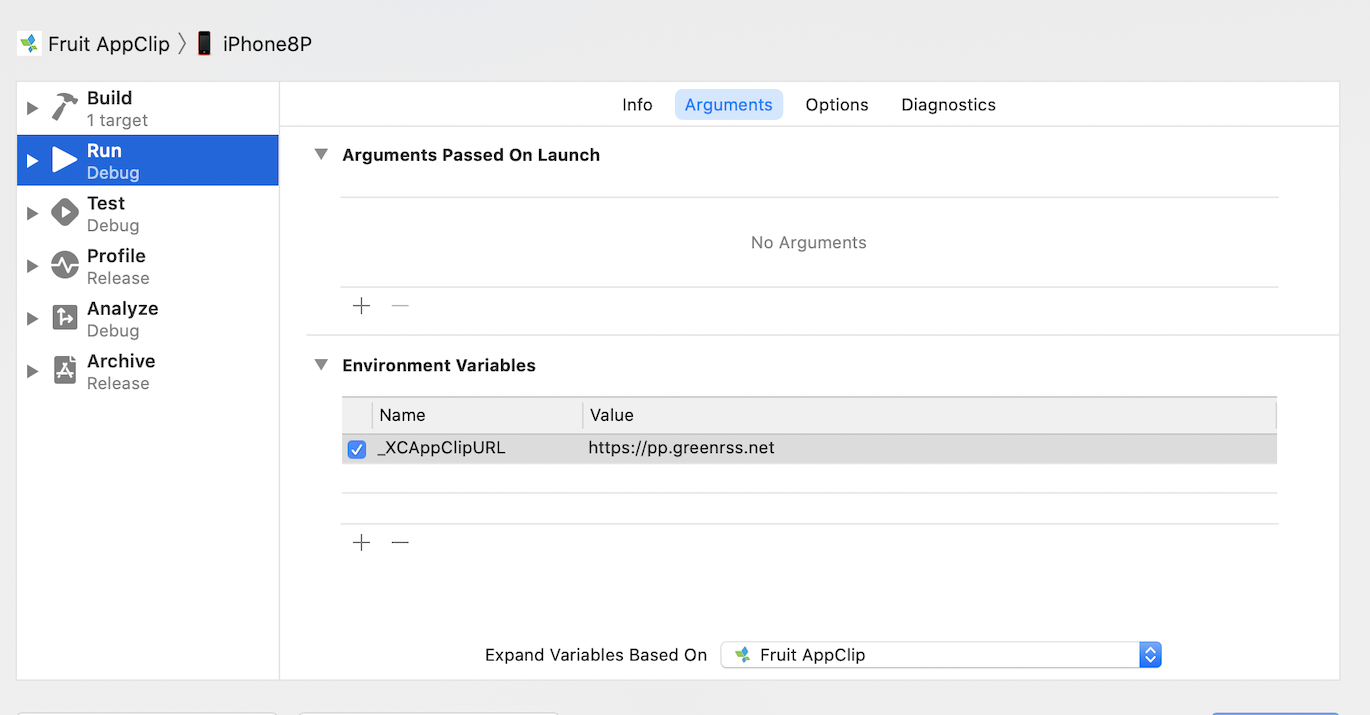 Fruit AppClip
iPhone8P
Build
1 target
Run
Debug
Test
Debug
Profile
Release
Analyze
Debug
Archive
Release
Info Arguments Options Diagnostics
Arguments Passed On Launch
No Arguments
Environment Variables
Name Value
_XCAppClipURL https://pp.greenrss.net
Expand Variables Based On Fruit AppClip